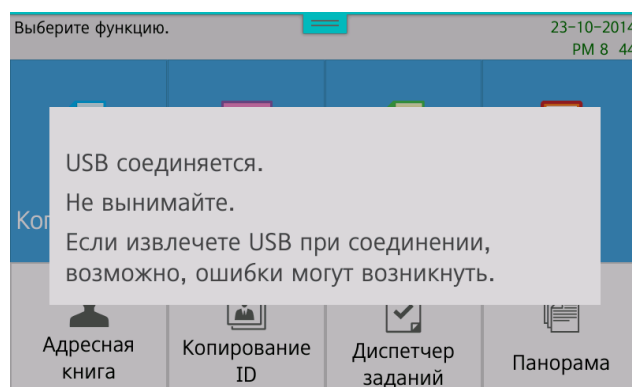 Выберите функцию.
23-10-2014
PM 8 44
USB соединяется.
Не вынимайте.
Если извлечете USB при соединении,
возможно, ошибки могут возникнуть.
Адресная
книга
Копирование
ID
Диспетчер
заданий
Панорама